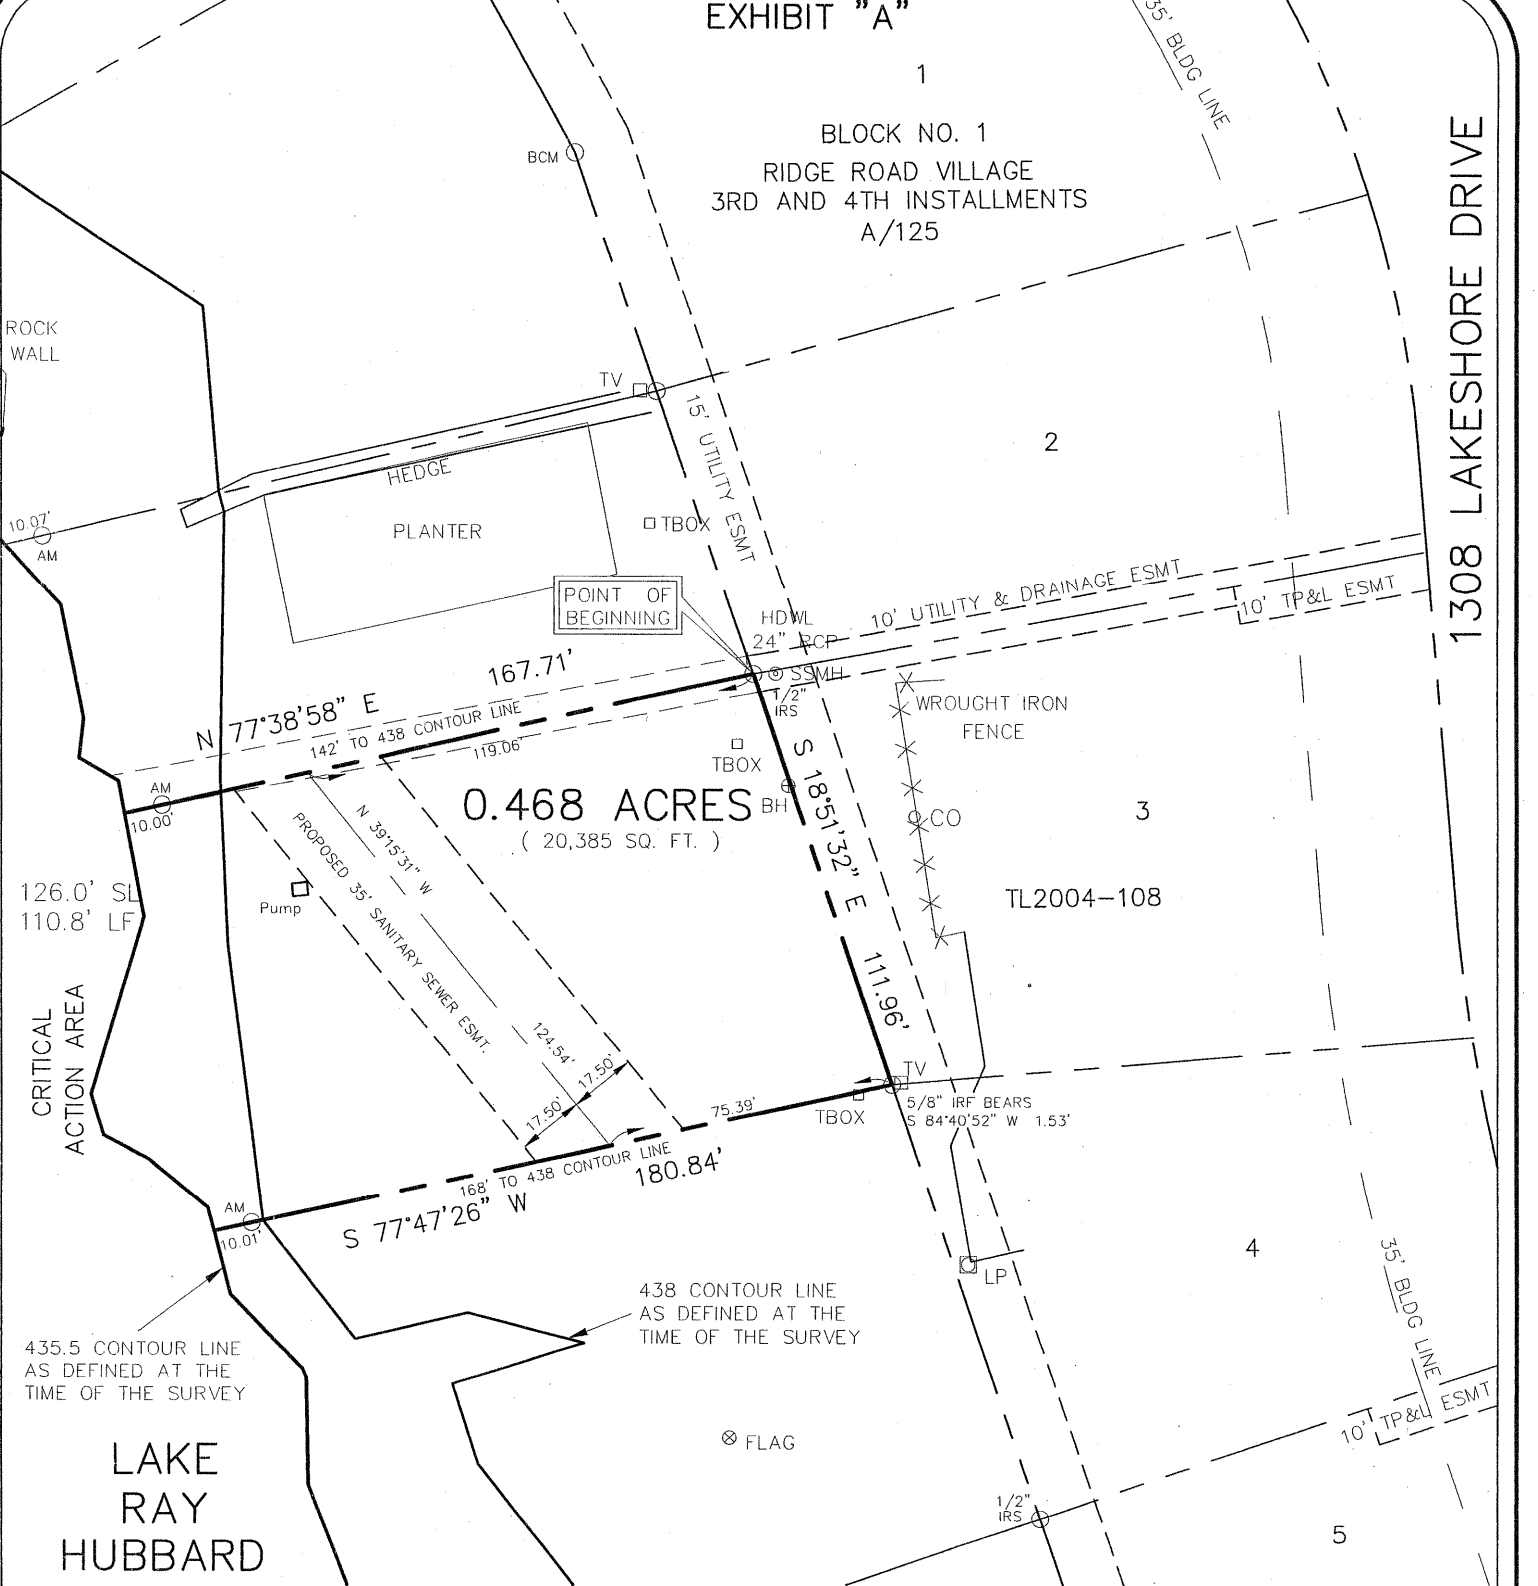 EXHIBIT "A"
35' BLDG LINE
1
BLOCK NO. 1
RIDGE ROAD VILLAGE
3RD AND 4TH INSTALLMENTS
A/125
1308 LAKESHORE DRIVE
BCM
ROCK
WALL
TV
15' UTILITY ESMT
2
HEDGE
PLANTER
10.07'
AM
TBOX
POINT OF
BEGINNING
HDWL
24" RCP
10' UTILITY & DRAINAGE ESMT
10' TP&L ESMT
SSMH
1/2"
IRS
WROUGHT IRON
FENCE
N 77°38'58" E
167.71'
142' TO 438 CONTOUR LINE
119.06'
TBOX
BH
S 18°51'32" E
111.96'
AM
10.00'
0.468 ACRES
( 20,385 SQ. FT. )
CO
3
TL2004-108
N 39°15'31" W
PROPOSED 35' SANITARY SEWER ESMT.
124.54'
126.0' SL
110.8' LF
Pump
CRITICAL
ACTION AREA
17.50'
17.50'
75.39'
TV
TBOX
5/8" IRF BEARS
S 84°40'52" W 1.53'
168' TO 438 CONTOUR LINE
180.84'
S 77°47'26" W
AM
10.01'
4
LP
35' BLDG LINE
438 CONTOUR LINE
AS DEFINED AT THE
TIME OF THE SURVEY
435.5 CONTOUR LINE
AS DEFINED AT THE
TIME OF THE SURVEY
10' TP&L ESMT
FLAG
LAKE
RAY
HUBBARD
1/2"
IRS
5